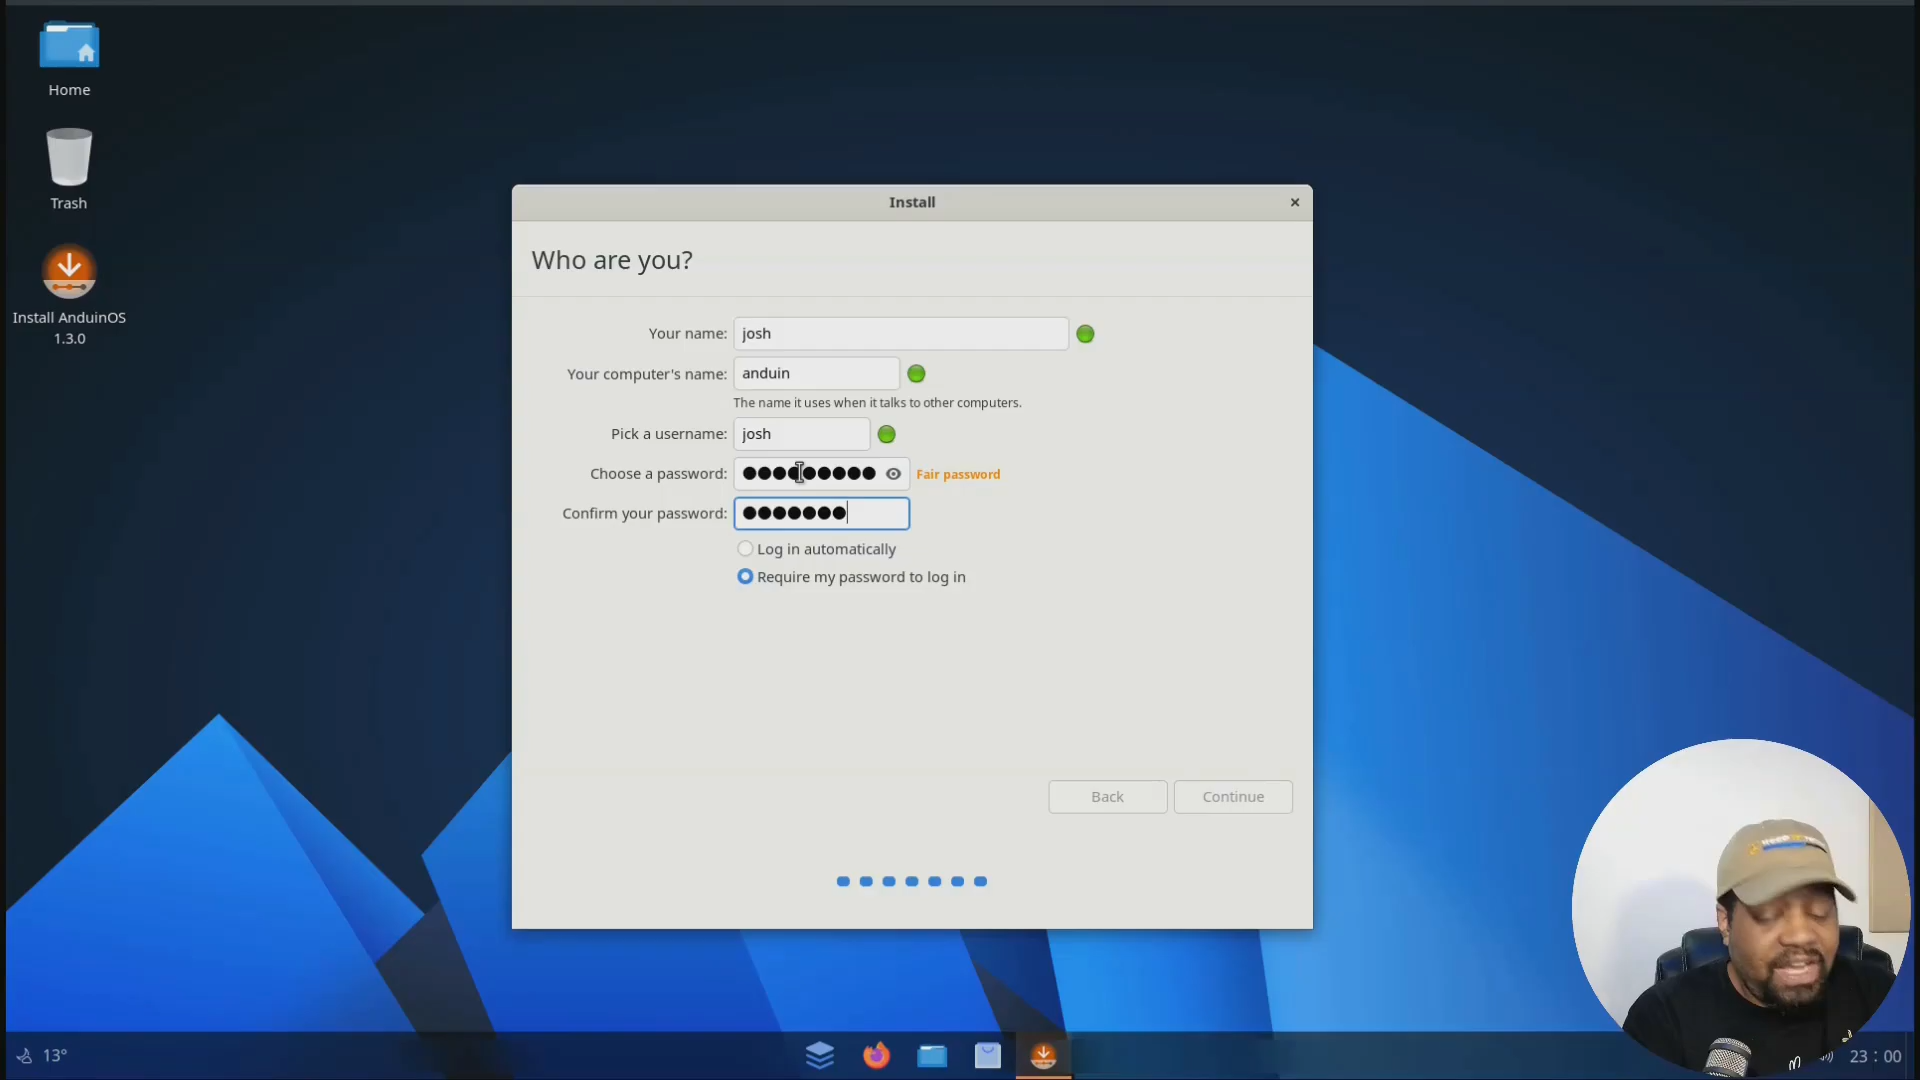 Home
Trash
Install AnduinOS
1.3.0
Install
Who are you?
Your name: josh
Your computer's name: anduin
The name it uses when it talks to other computers.
Pick a username: josh
Choose a password: ●●●●●●●●● Fair password
Confirm your password: ●●●●●●●
Log in automatically
Require my password to log in
Back Continue
13°
23 : 00